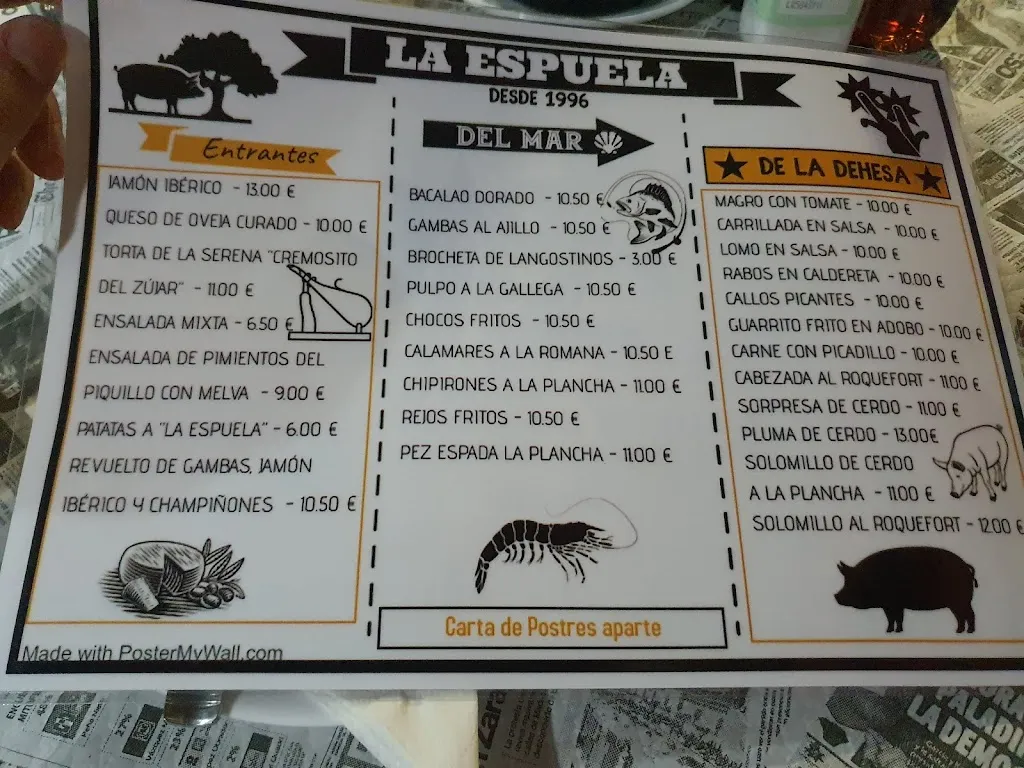 LA ESPUELA
DESDE 1996
Entrantes
JAMÓN IBÉRICO - 13.00 €
QUESO DE OVEJA CURADO - 10.00 €
TORTA DE LA SERENA "CREMOSITO
DEL ZÚJAR" - 11.00 €
ENSALADA MIXTA - 6.50 €
ENSALADA DE PIMIENTOS DEL
PIQUILLO CON MELVA - 9.00 €
PATATAS A "LA ESPUELA" - 6.00 €
REVUELTO DE GAMBAS, JAMÓN
IBÉRICO Y CHAMPIÑONES - 10.50 €
DEL MAR
BACALAO DORADO - 10.50 €
GAMBAS AL AJILLO - 10.50 €
BROCHETA DE LANGOSTINOS - 3.00 €
PULPO A LA GALLEGA - 10.50 €
CHOCOS FRITOS - 10.50 €
CALAMARES A LA ROMANA - 10.50 E
CHIPIRONES A LA PLANCHA - 11.00 €
REJOS FRITOS - 10.50 €
PEZ ESPADA LA PLANCHA - 11.00 €
Carta de Postres aparte
DE LA DEHESA
MAGRO CON TOMATE - 10.00 €
CARRILLADA EN SALSA - 10.00 €
LOMO EN SALSA - 10.00 €
RABOS EN CALDERETA - 10.00 €
CALLOS PICANTES - 10.00 €
GUARRITO FRITO EN ADOBO - 10.00 €
CARNE CON PICADILLO - 10.00 €
CABEZADA AL ROQUEFORT - 11.00 €
SORPRESA DE CERDO - 11.00 €
PLUMA DE CERDO - 13.00€
SOLOMILLO DE CERDO
A LA PLANCHA - 11.00 €
SOLOMILLO AL ROQUEFORT - 12.00 €
Made with PosterMyWall.com
27%
23%
2%
PALADI
LA DEMO